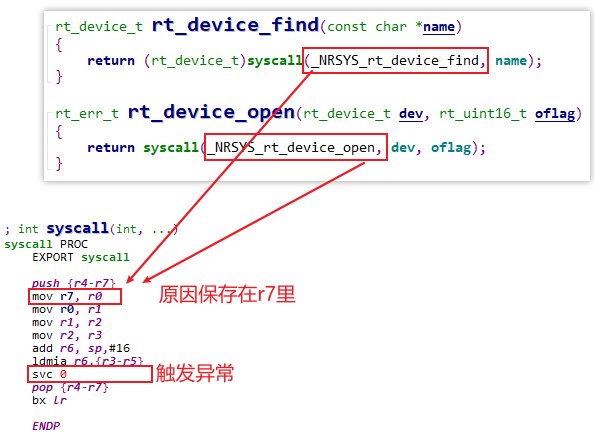 rt_device_t rt_device_find(const char *name)
{
    return (rt_device_t)syscall(_NRSYS_rt_device_find, name);
}
rt_err_t rt_device_open(rt_device_t dev, rt_uint16_t oflag)
{
    return syscall(_NRSYS_rt_device_open, dev, oflag);
}
; int syscall(int, ...)
syscall PROC
    EXPORT syscall
    push {r4-r7}
    mov r7, r0
原因保存在r7里
    mov r0, r1
    mov r1, r2
    mov r2, r3
    add r6, sp,#16
    ldmia r6,{r3-r5}
    svc 0
触发异常
    pop {r4-r7}
    bx lr
    ENDP